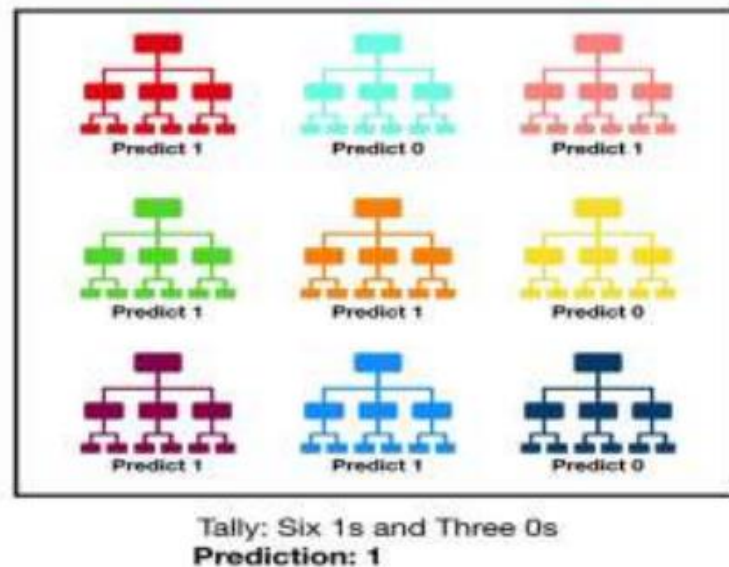 Predict 1 Predict 0 Predict 1
Predict 1 Predict 1 Predict 0
Predict 1 Predict 1 Predict 0
Tally: Six 1s and Three 0s
Prediction: 1